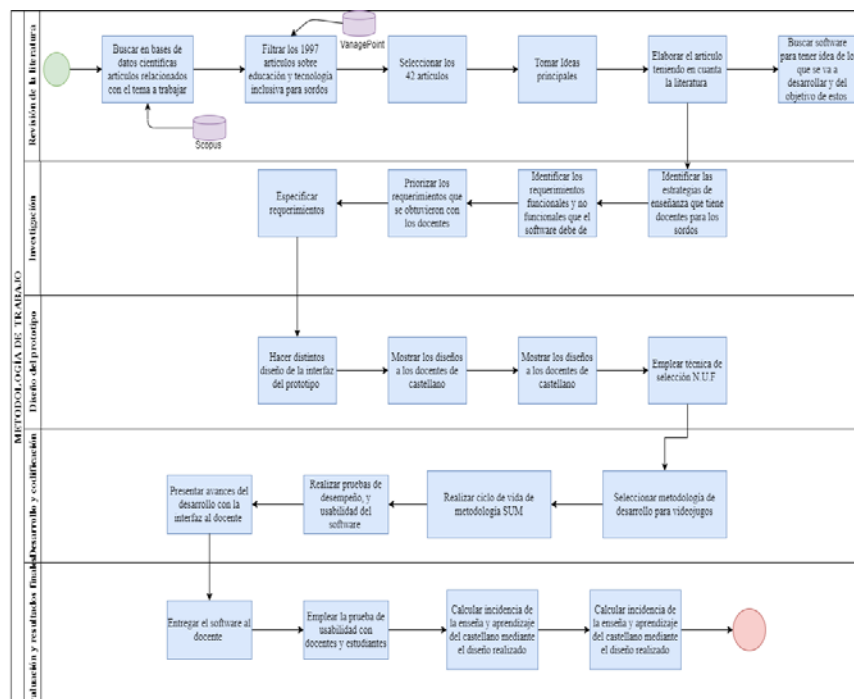 METODOLOGÍA DE TRABAJO
Revisión de la literatura
VanagePoint
Buscar en bases de
datos científicas
artículos relacionados
con el tema a trabajar
Filtrar los 1997
artículos sobre
educación y tecnología
inclusiva para sordos
Seleccionar los
42 artículos
Tomar Ideas
principales
Elaborar el artículo
teniendo en cuanta
la literatura
Buscar software
para tener idea de lo
que se va a
desarrollar y del
objetivo de estos
Scopus
Investigación
Especificar
requerimientos
Priorizar los
requerimientos que
se obtuvieron con
los docentes
Identificar los
requerimientos
funcionales y no
funcionales que el
software debe de
Identificar las
estrategias de
enseñanza que tiene
docentes para los
sordos
Diseño del prototipo
Hacer distintos
diseño de la interfaz
del prototipo
Mostrar los diseños
a los docentes de
castellano
Mostrar los diseños
a los docentes de
castellano
Emplear técnica de
selección N.U.F
Desarrollo y codificación
Presentar avances del
desarrollo con la
interfaz al docente
Realizar pruebas de
desempeño, y
usabilidad del
software
Realizar ciclo de vida de
metodología SUM
Seleccionar metodología de
desarrollo para videojugos
valuación y resultados finales
Entregar el software al
docente
Emplear la prueba de
usabilidad con
docentes y estudiantes
Calcular incidencia de
la enseña y aprendizaje
del castellano mediante
el diseño realizado
Calcular incidencia de
la enseña y aprendizaje
del castellano mediante
el diseño realizado